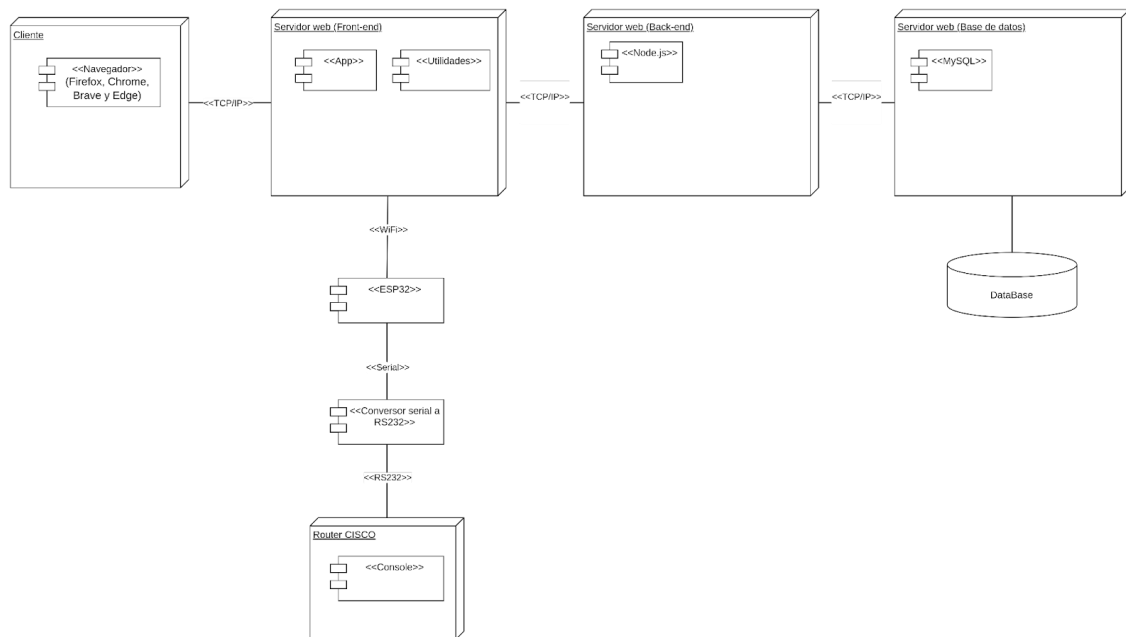 Cliente
<<Navegador>>
(Firefox, Chrome,
Brave y Edge)
<<TCP/IP>>
Servidor web (Front-end)
<<App>>
<<Utilidades>>
<<TCP/IP>>
Servidor web (Back-end)
<<Node.js>>
<<TCP/IP>>
Servidor web (Base de datos)
<<MySQL>>
DataBase
<<WiFi>>
<<ESP32>>
<<Serial>>
<<Conversor serial a
RS232>>
<<RS232>>
Router CISCO
<<Console>>